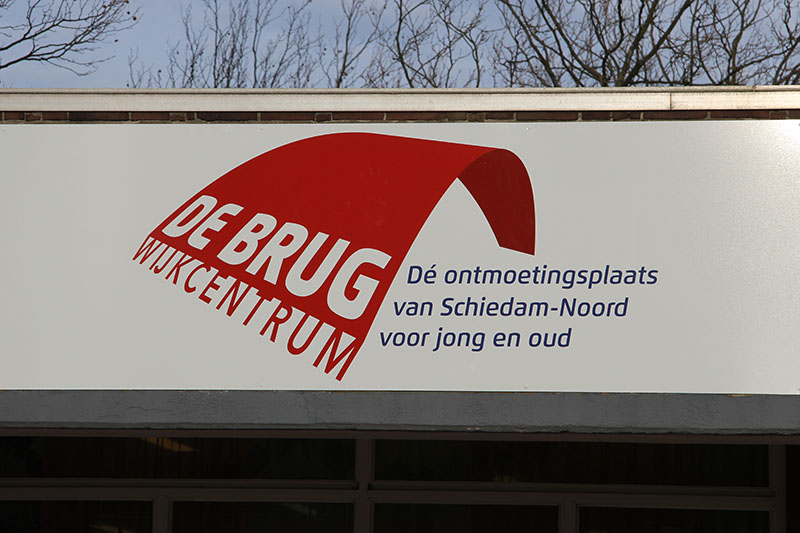 DE BRUG
WIJKCENTRUM
Dé ontmoetingsplaats
van Schiedam-Noord
voor jong en oud